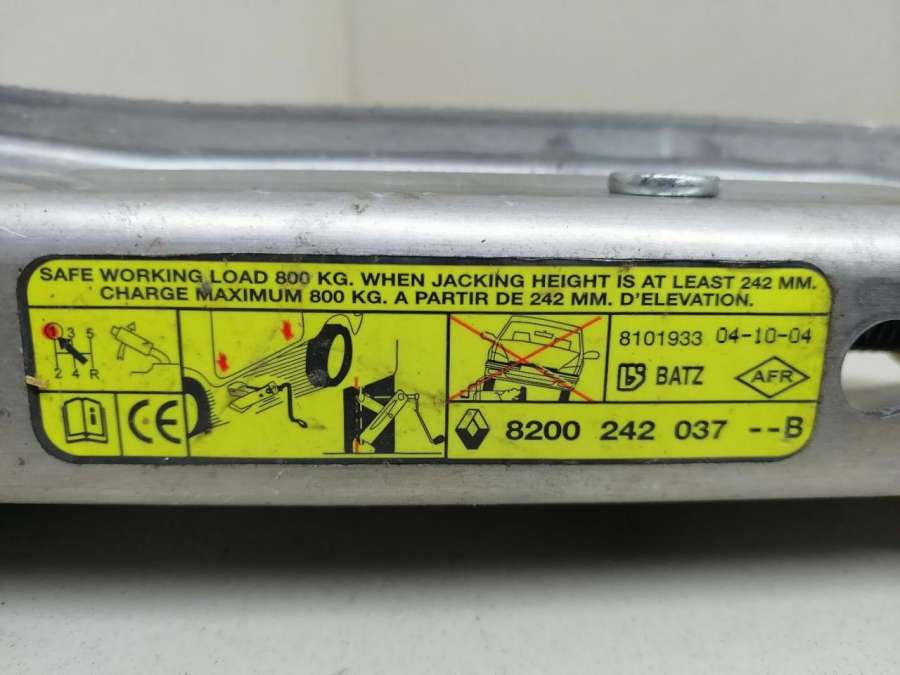 SAFE WORKING LOAD 800 KG. WHEN JACKING HEIGHT IS AT LEAST 242 MM.
CHARGE MAXIMUM 800 KG. A PARTIR DE 242 MM. D'ELEVATION.
1 3 5
2 4 R
CE
8101933 04-10-04
BATZ AFR
8200 242 037 --B